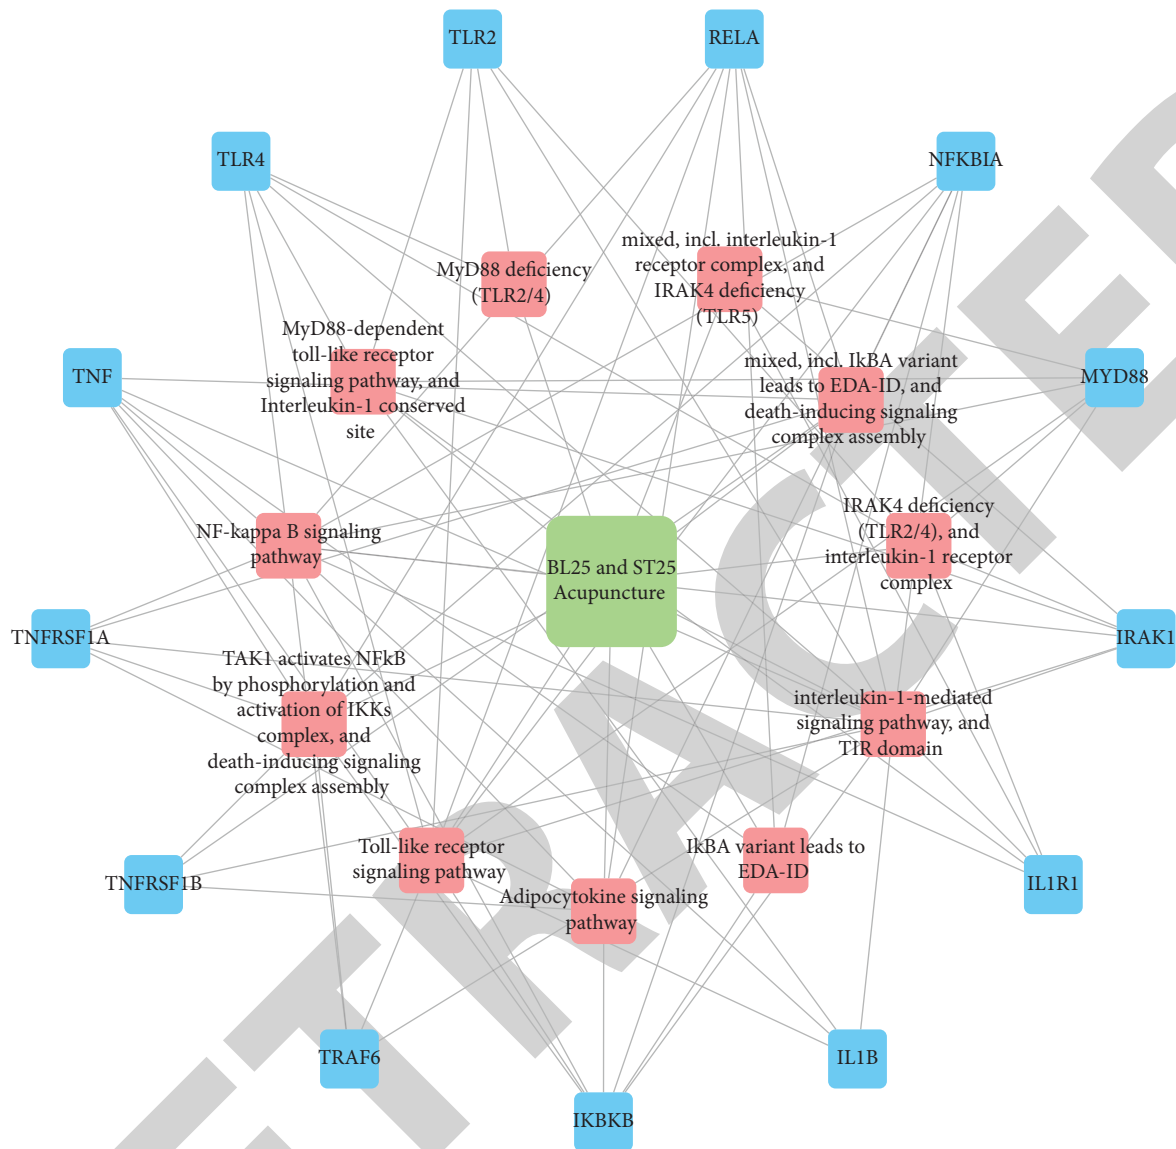 TLR2
RELA
TLR4
NFKBIA
MyD88 deficiency
(TLR2/4)
mixed, incl. interleukin-1
receptor complex, and
IRAK4 deficiency
(TLR5)
MyD88-dependent
toll-like receptor
signaling pathway, and
Interleukin-1 conserved
site
mixed, incl. IkBA variant
leads to EDA-ID, and
death-inducing signaling
complex assembly
TNF
MYD88
NF-kappa B signaling
pathway
IRAK4 deficiency
(TLR2/4), and
interleukin-1 receptor
complex
BL25 and ST25
Acupuncture
TNFRSF1A
IRAK1
TAK1 activates NFkB
by phosphorylation and
activation of IKKs
complex, and
death-inducing signaling
complex assembly
interleukin-1-mediated
signaling pathway, and
TIR domain
Toll-like receptor
signaling pathway
IkBA variant leads to
EDA-ID
TNFRSF1B
Adipocytokine signaling
pathway
IL1R1
TRAF6
IL1B
IKBKB